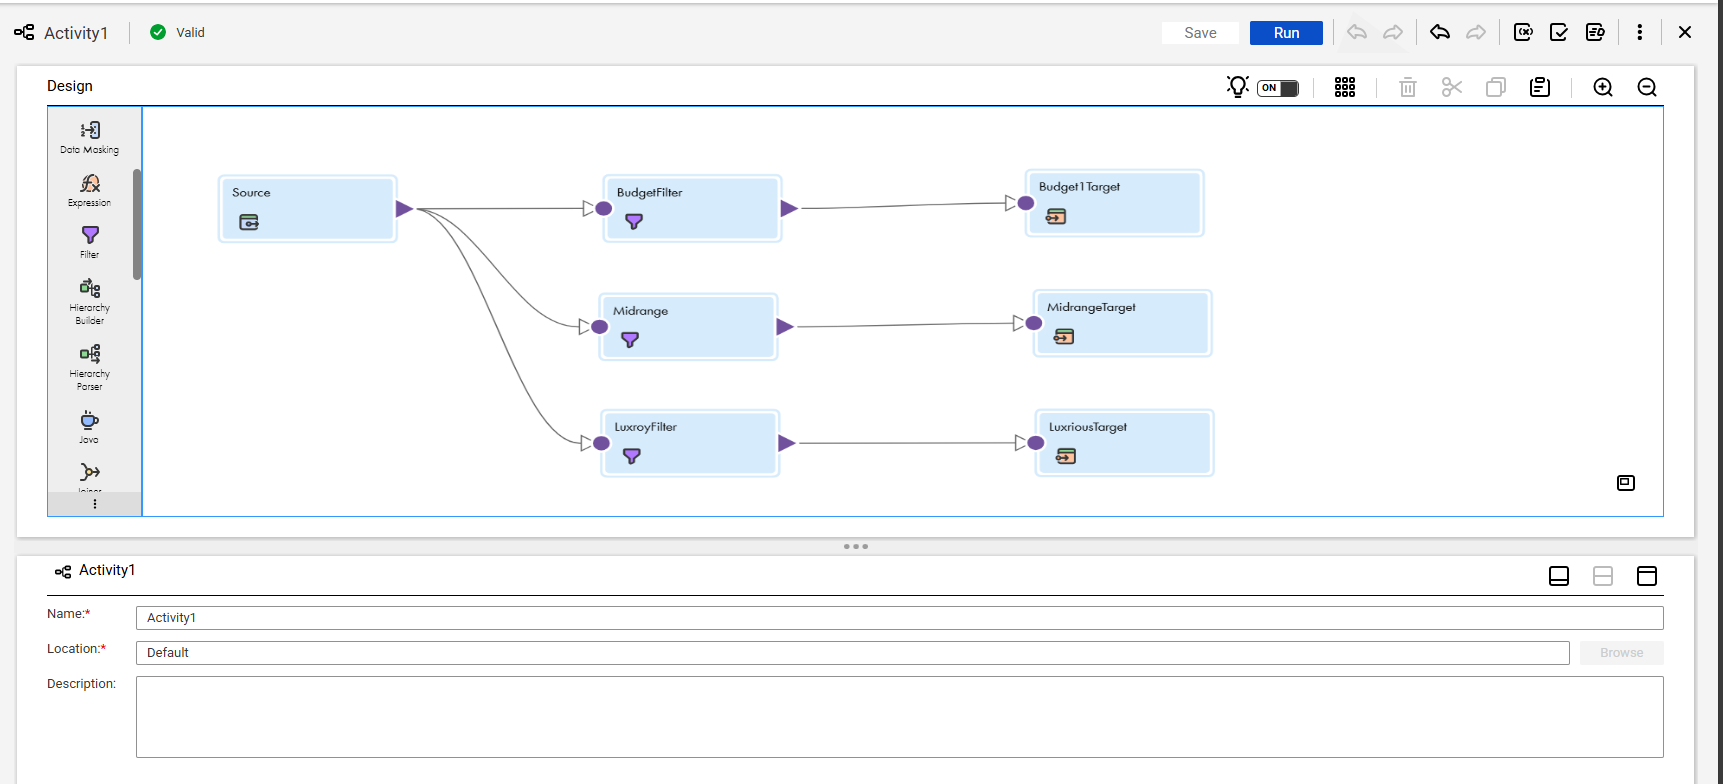 Activity1
Valid
Save
Run
Design
ON
Data Masking
Expression
Filter
Hierarchy
Builder
Hierarchy
Parser
Java
Joiner
Source
BudgetFilter
Budget1Target
Midrange
MidrangeTarget
LuxroyFilter
LuxriousTarget
Activity1
Name:*
Activity1
Location:*
Default
Browse
Description: